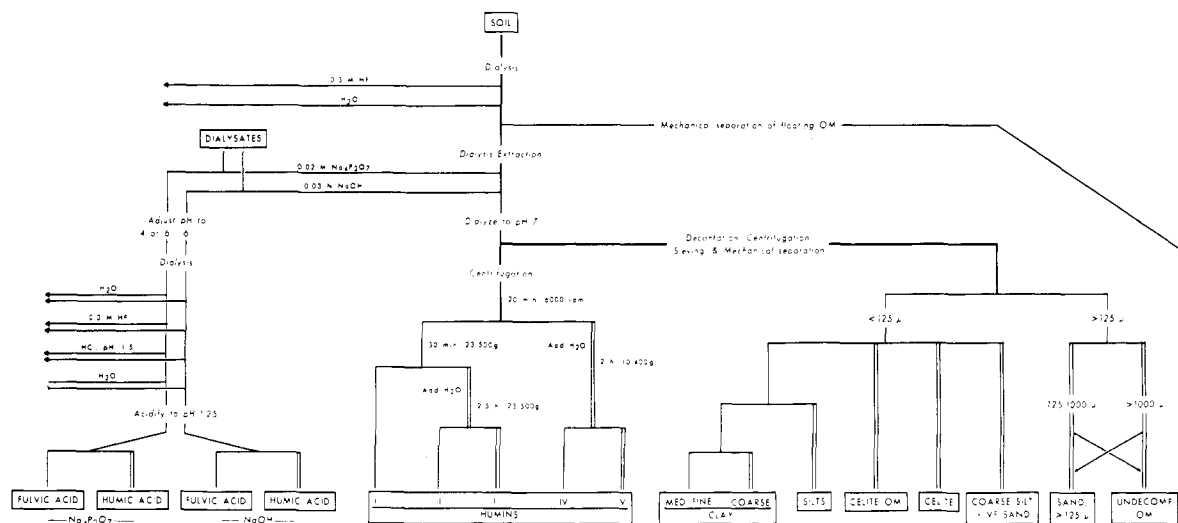 SOIL
Dialysis
0.3 M HF
H₂O
Mechanical separation of floating OM
DIALYSATES
Dialysis Extraction
0.02 M Na₄P₂O₇
0.03 N NaOH
Adjust pH to
4 or 6 6
Dialyze to pH 7
Decantation, Centrifugation
Sieving, & Mechanical separation
Dialysis
Centrifugation
H₂O
20 min. 6000 rpm
<125 μ
>125 μ
0.3 M HF
30 min. 23,500g
Add H₂O
2 h.
HCl pH 1.5
H₂O
Add H₂O
2.5 h. 23,500g
125-1000 μ
>1000 μ
Acidify to pH 1.25
FULVIC ACID
HUMIC ACID
FULVIC ACID
HUMIC ACID
Na₄P₂O₇
NaOH
I
II
IV
V
HUMINS
MED FINE
COARSE
CLAY
SILTS
CELITE OM
CELITE
COARSE SILT
+ VF SAND
SAND,
>125 μ
UNDECOMP
OM